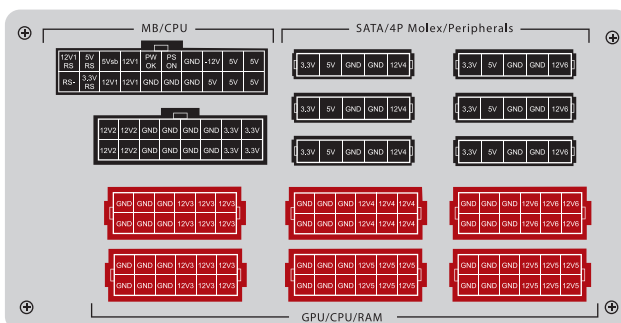 MB/CPU
SATA/4P Molex/Peripherals
12V1 RS 5V RS 5Vsb 12V1 PW OK PS ON GND -12V 5V 5V
RS- 3,3V RS 12V1 12V1 GND GND GND 5V 5V 5V
3,3V 5V GND GND 12V4
3,3V 5V GND GND 12V6
3,3V 5V GND GND 12V4
3,3V 5V GND GND 12V6
12V2 12V2 GND GND GND GND 3,3V 3,3V
12V2 12V2 GND GND GND GND 3,3V 3,3V
3,3V 5V GND GND 12V4
3,3V 5V GND GND 12V6
GND GND GND 12V3 12V3 12V3
GND GND GND 12V3 12V3 12V3
GND GND GND 12V4 12V4 12V4
GND GND GND 12V4 12V4 12V4
GND GND GND 12V6 12V6 12V6
GND GND GND 12V6 12V6 12V6
GND GND GND 12V3 12V3 12V3
GND GND GND 12V3 12V3 12V3
GND GND GND 12V5 12V5 12V5
GND GND GND 12V5 12V5 12V5
GND GND GND 12V5 12V5 12V5
GND GND GND 12V5 12V5 12V5
GPU/CPU/RAM